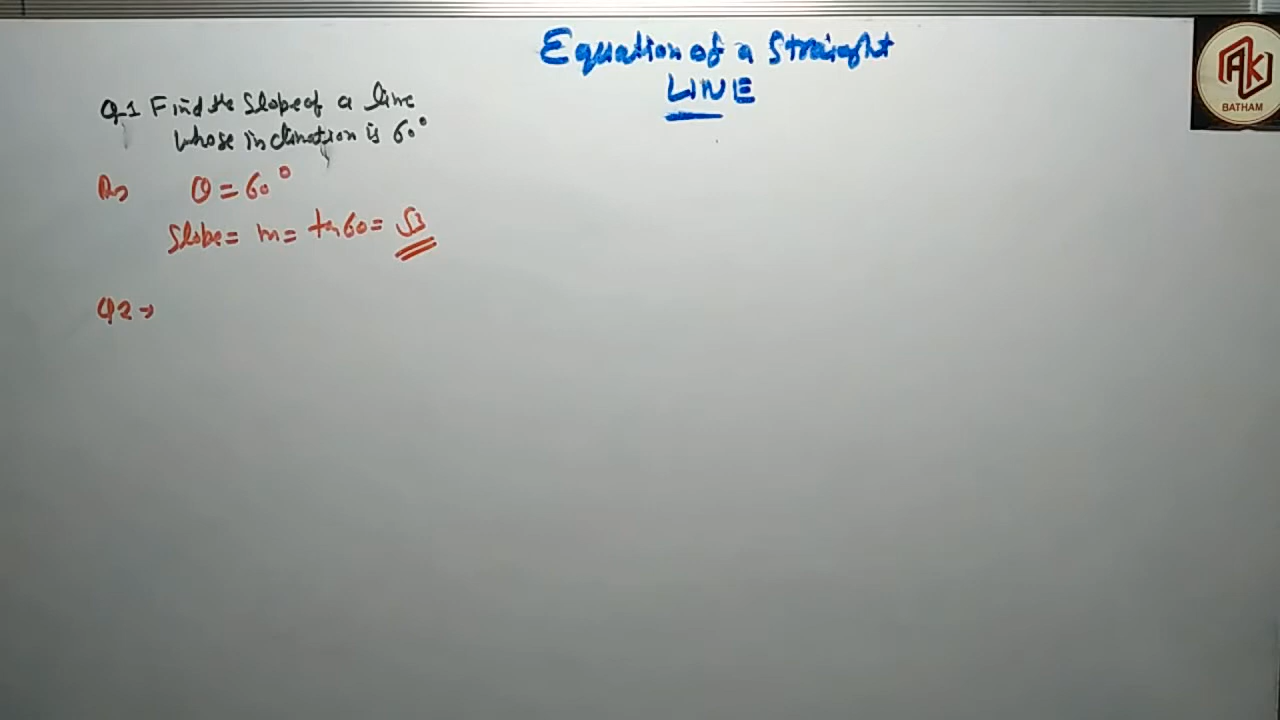 Equation of a Straight
LINE
AK
BATHAM
Q-1 Find the Slope of a line
whose inclination is 60°
Ans θ = 60°
Slope = m = tan 60 = √3
Q2 →